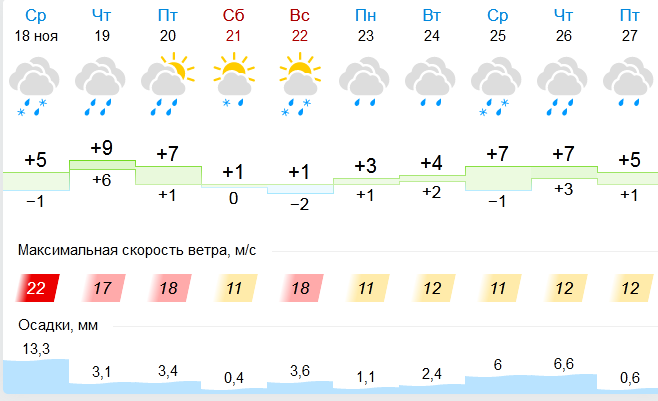 Ср Чт Пт Сб Вс Пн Вт Ср Чт Пт
18 ноя 19 20 21 22 23 24 25 26 27
+5 +9 +7 +1 +1 +3 +4 +7 +7 +5
−1 +6 +1 0 −2 +1 +2 −1 +3 +1
Максимальная скорость ветра, м/с
22 17 18 11 18 11 12 11 12 12
Осадки, мм
13,3 3,1 3,4 0,4 3,6 1,1 2,4 6 6,6 0,6